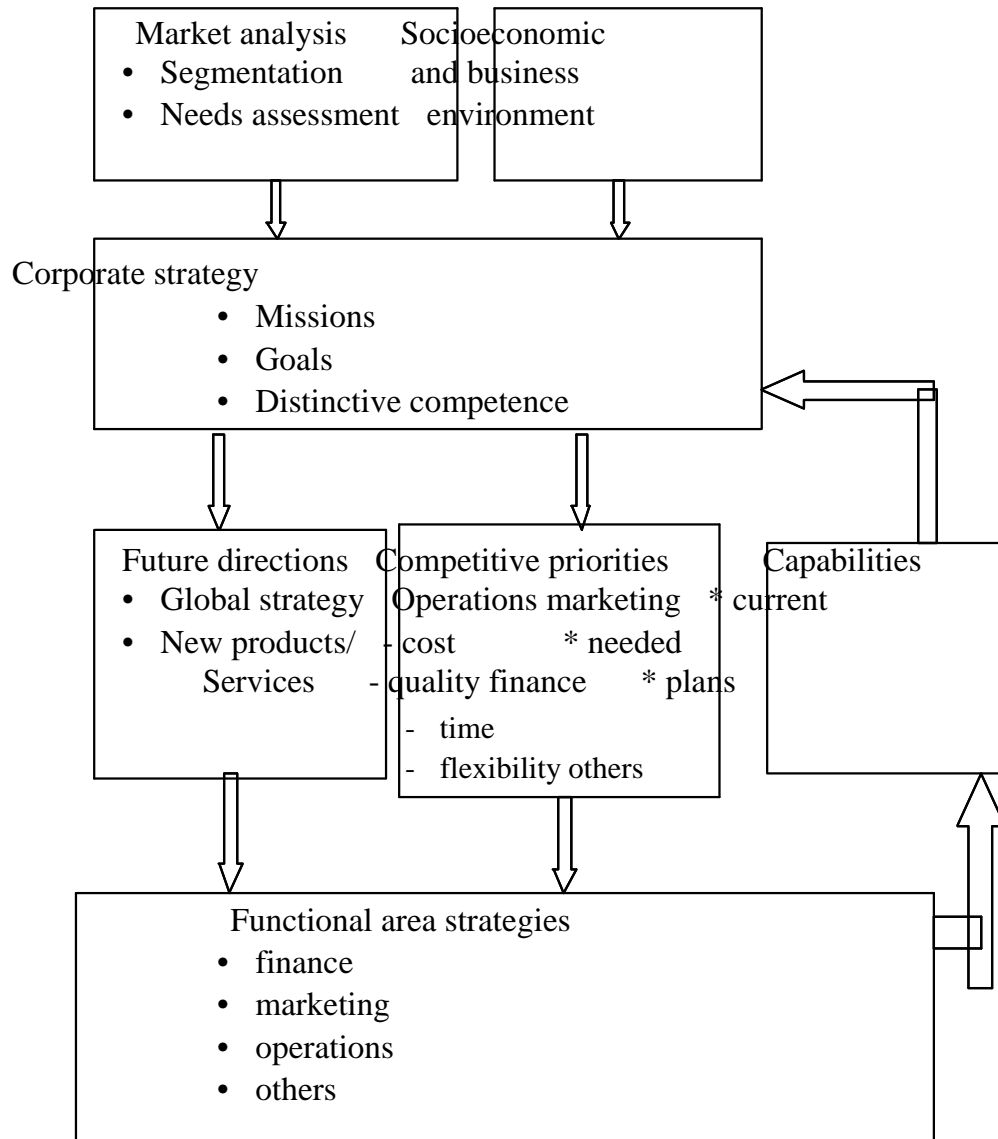 Market analysis Socioeconomic
• Segmentation and business
• Needs assessment environment
Corporate strategy
• Missions
• Goals
• Distinctive competence
Future directions Competitive priorities Capabilities
• Global strategy Operations marketing * current
• New products/ - cost * needed
Services - quality finance * plans
- time
- flexibility others
Functional area strategies
• finance
• marketing
• operations
• others